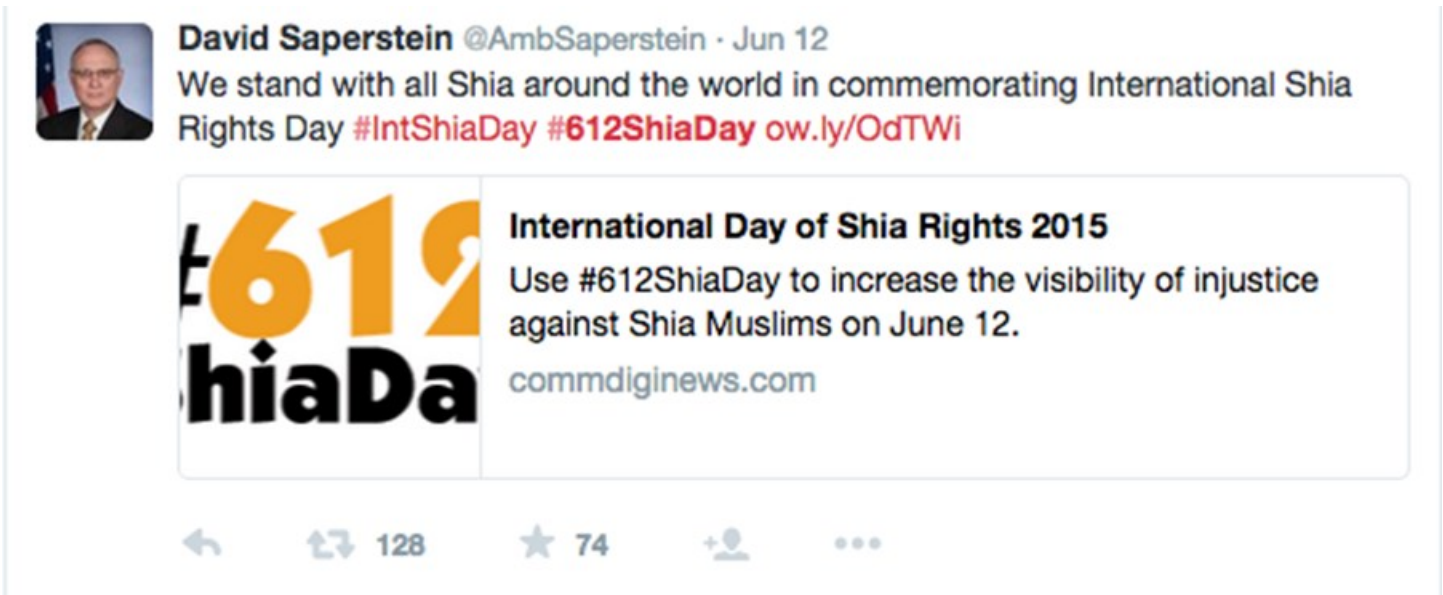 David Saperstein @AmbSaperstein · Jun 12
We stand with all Shia around the world in commemorating International Shia
Rights Day #IntShiaDay #612ShiaDay ow.ly/OdTWi
#612
ShiaDa
International Day of Shia Rights 2015
Use #612ShiaDay to increase the visibility of injustice
against Shia Muslims on June 12.
commdiginews.com
128 74